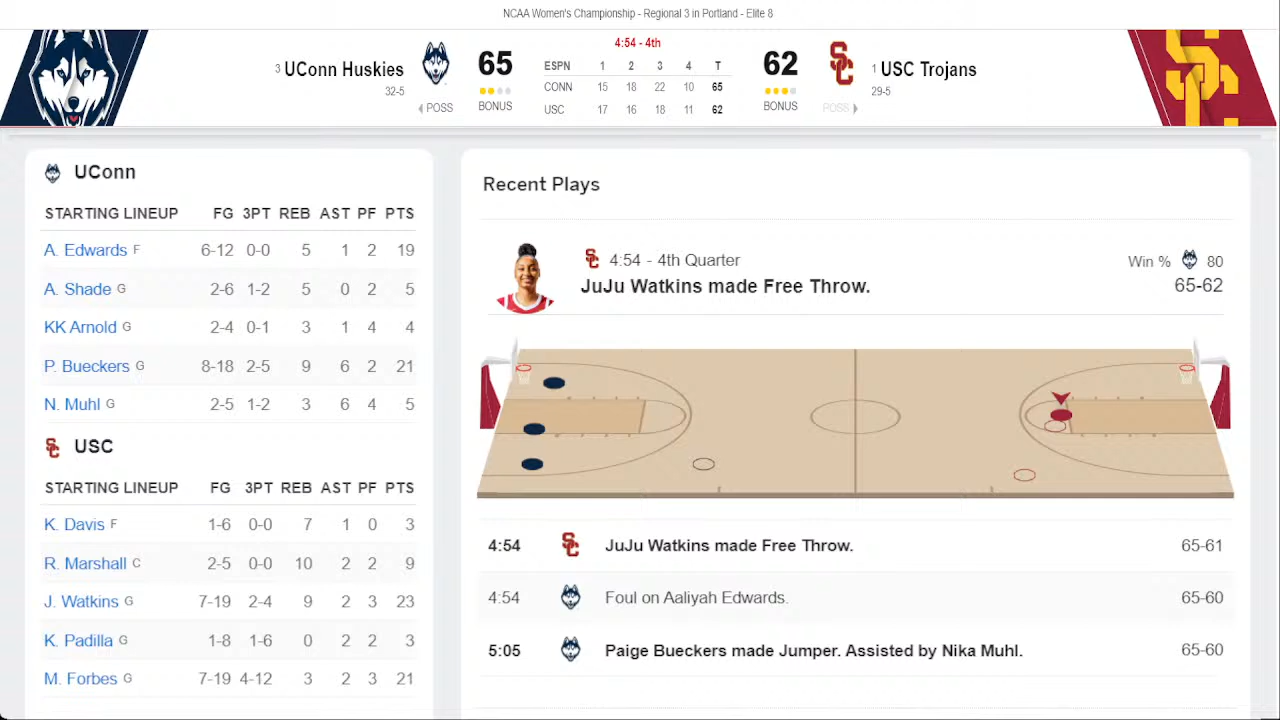 NCAA Women's Championship - Regional 3 in Portland - Elite 8
3 UConn Huskies
32-5
POSS
65
BONUS
4:54 - 4th
ESPN 1 2 3 4 T
CONN 15 18 22 10 65
USC 17 16 18 11 62
62
BONUS
SC
POSS
1 USC Trojans
29-5
SC
UConn
STARTING LINEUP FG 3PT REB AST PF PTS
A. Edwards F 6-12 0-0 5 1 2 19
A. Shade G 2-6 1-2 5 0 2 5
KK Arnold G 2-4 0-1 3 1 4 4
P. Bueckers G 8-18 2-5 9 6 2 21
N. Muhl G 2-5 1-2 3 6 4 5
SC USC
STARTING LINEUP FG 3PT REB AST PF PTS
K. Davis F 1-6 0-0 7 1 0 3
R. Marshall C 2-5 0-0 10 2 2 9
J. Watkins G 7-19 2-4 9 2 3 23
K. Padilla G 1-8 1-6 0 2 2 3
M. Forbes G 7-19 4-12 3 2 3 21
Recent Plays
SC 4:54 - 4th Quarter
JuJu Watkins made Free Throw.
Win % 80
65-62
4:54 SC JuJu Watkins made Free Throw. 65-61
4:54 Foul on Aaliyah Edwards. 65-60
5:05 Paige Bueckers made Jumper. Assisted by Nika Muhl. 65-60